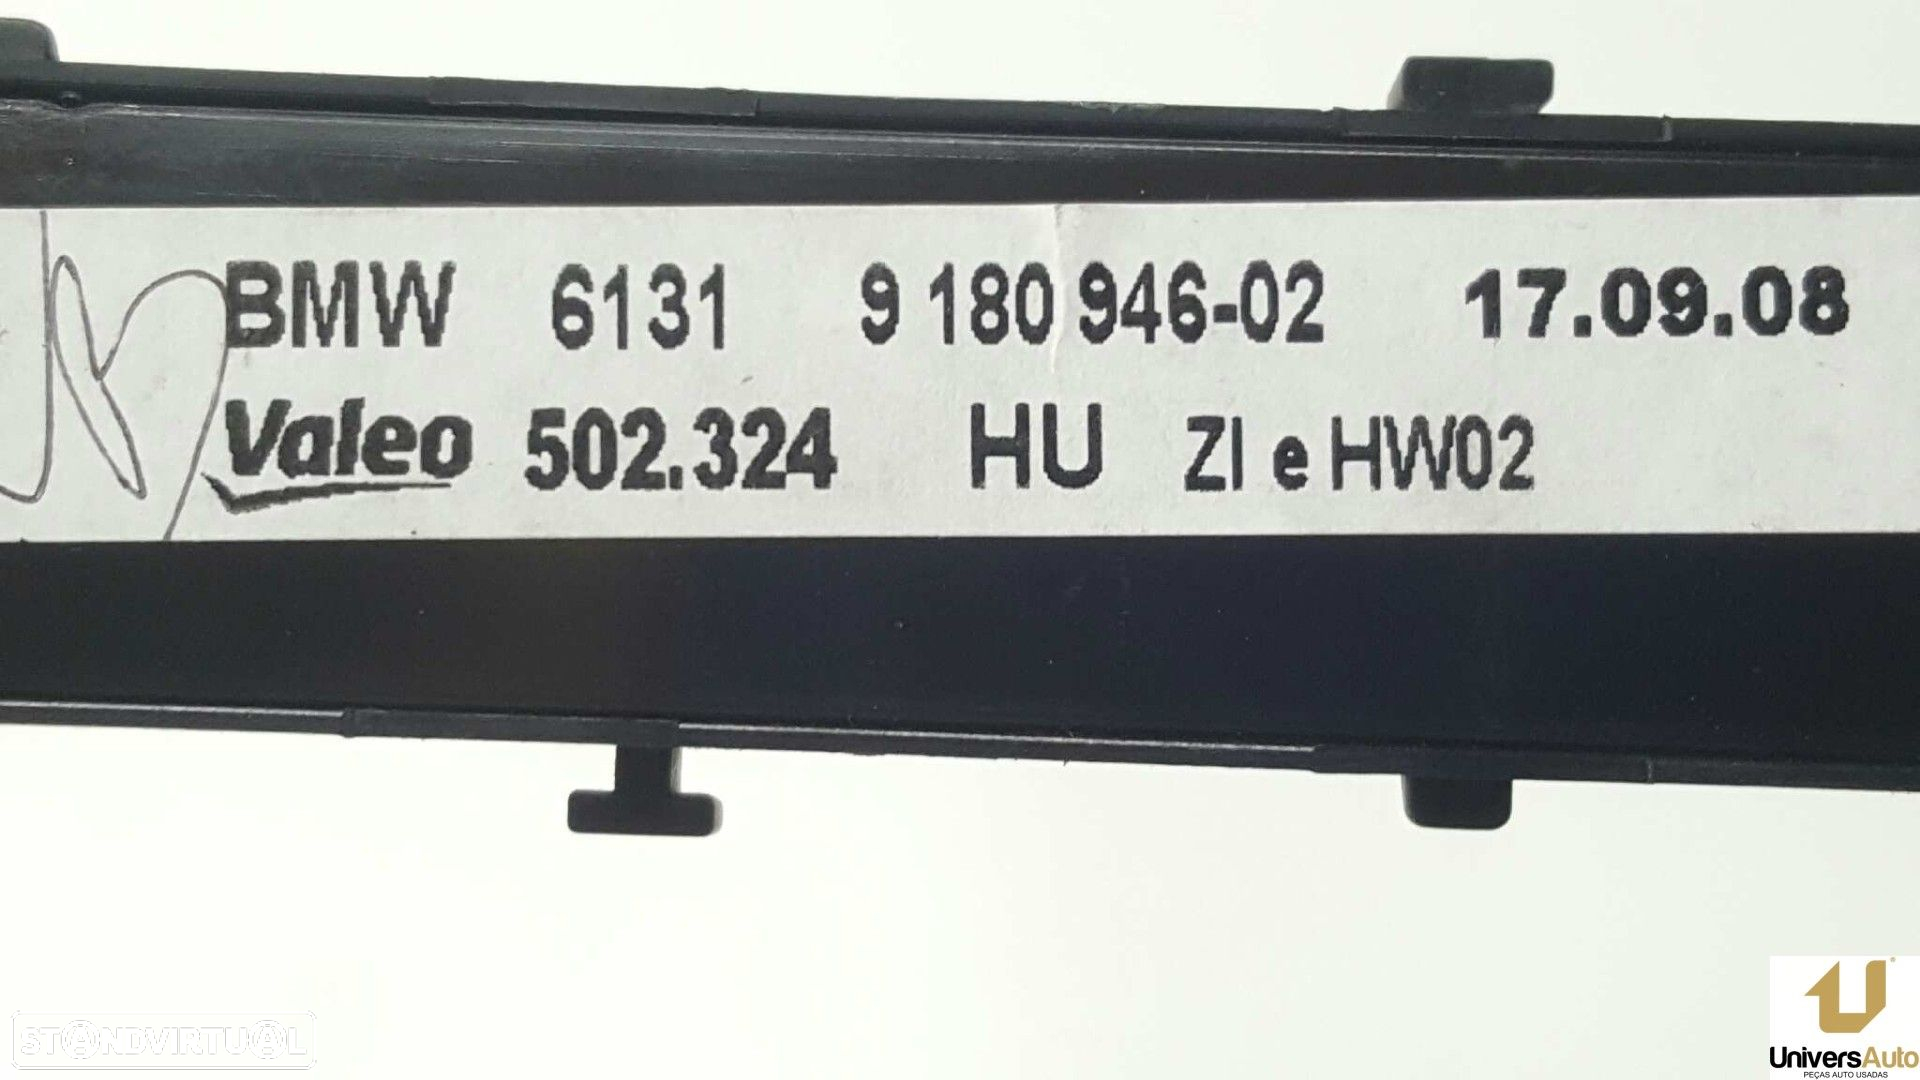 BMW 6131 9 180 946-02 17.09.08
Valeo 502.324 HU ZI e HW02
STANDVIRTUAL
UniversAuto
PEÇAS AUTO USADAS